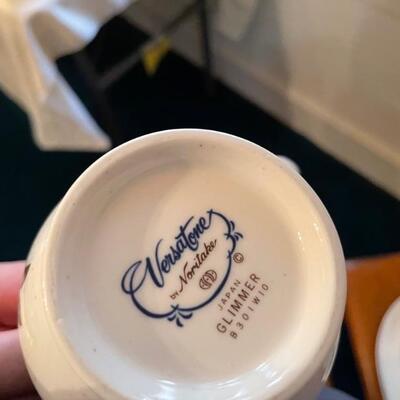 Versatone
by Noritake
©
JAPAN
GLIMMER
B301W10